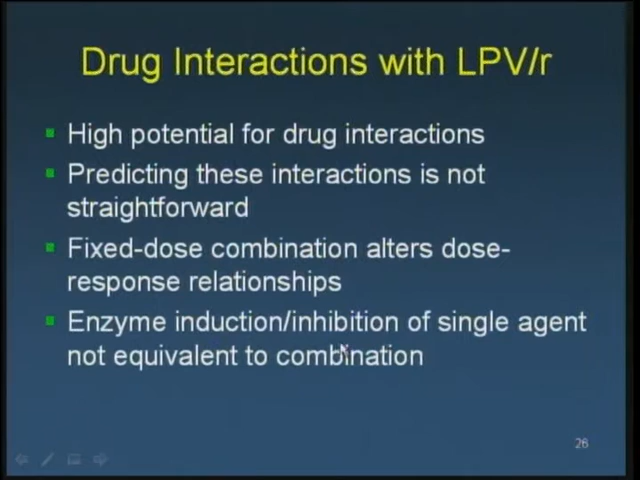 Drug Interactions with LPV/r
High potential for drug interactions
Predicting these interactions is not
straightforward
Fixed-dose combination alters dose-
response relationships
Enzyme induction/inhibition of single agent
not equivalent to combination
26